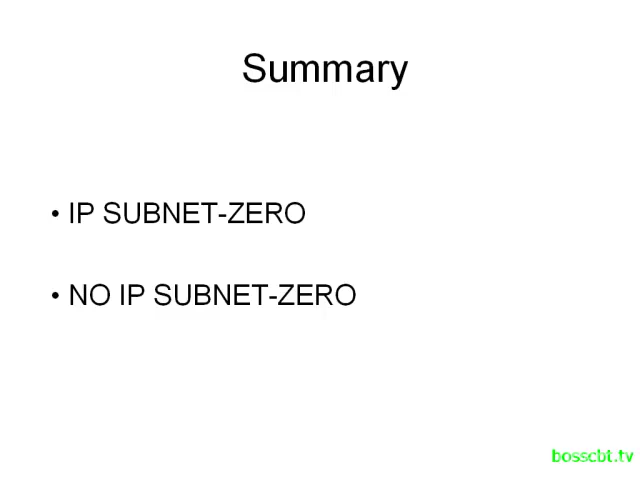 Summary
• IP SUBNET-ZERO
• NO IP SUBNET-ZERO
bosscbt.tv